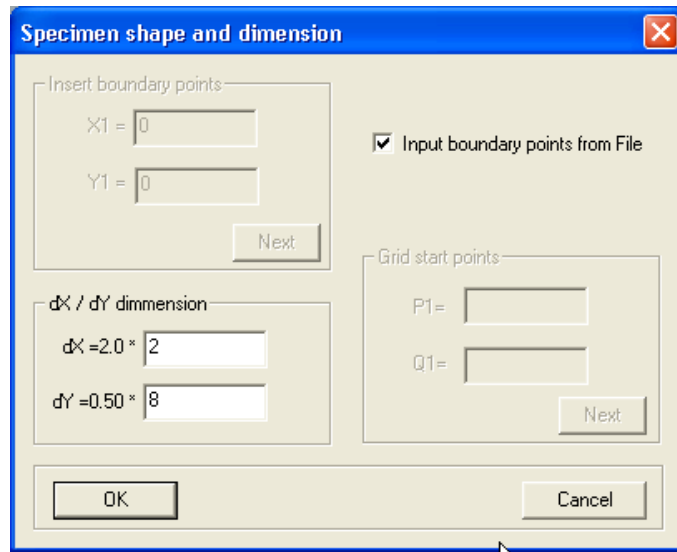 Specimen shape and dimension
Insert boundary points
X1 = 0
Y1 = 0
Next
Input boundary points from File
Grid start points
P1=
Q1=
Next
dX / dY dimmension
dX =2.0 * 2
dY =0.50 * 8
OK
Cancel